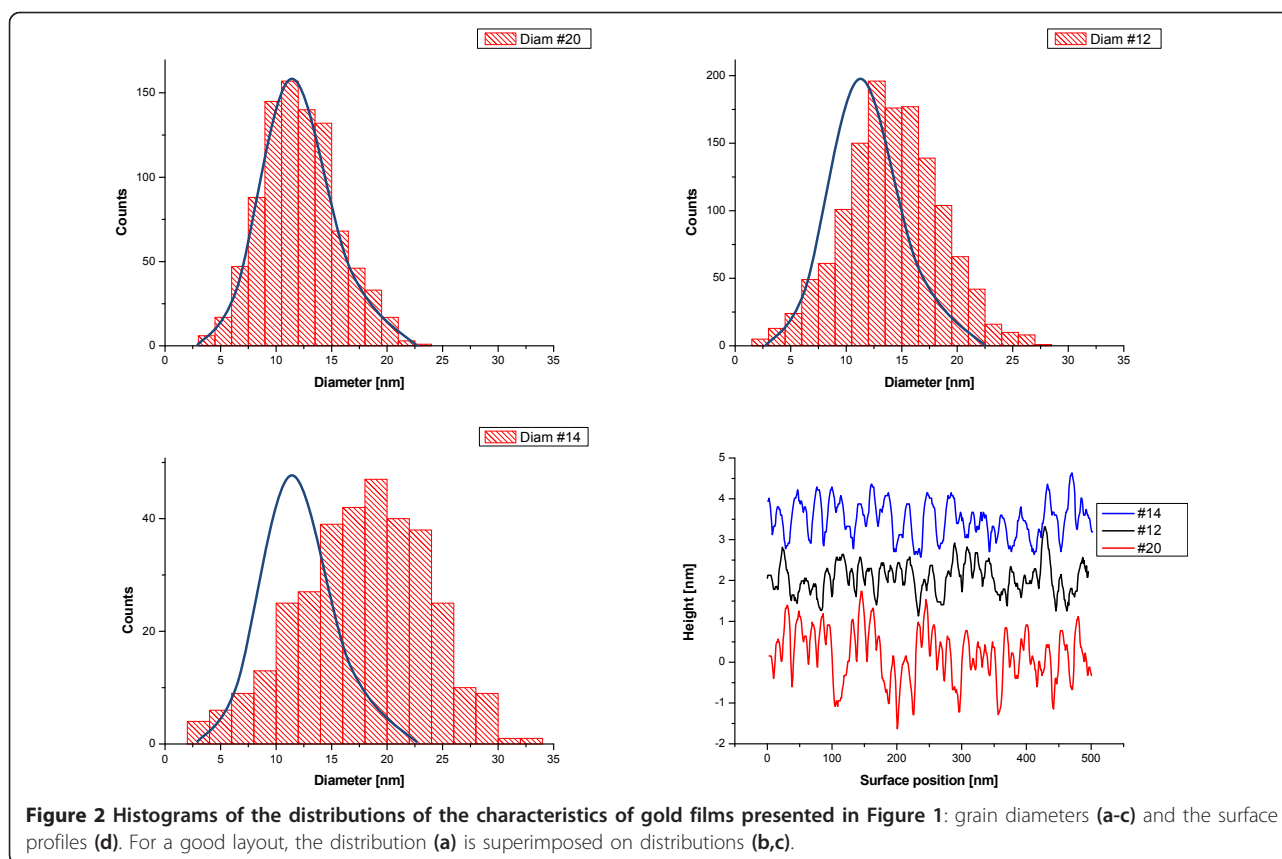 Diam #20
150
100
50
0
Counts
0 5 10 15 20 25 30 35
Diameter [nm]
Diam #12
200
150
100
50
0
Counts
0 5 10 15 20 25 30 35
Diameter [nm]
Diam #14
40
20
0
Counts
0 5 10 15 20 25 30 35
Diameter [nm]
5
4
3
2
1
0
-1
-2
Height [nm]
#14
#12
#20
0 100 200 300 400 500
Surface position [nm]
Figure 2 Histograms of the distributions of the characteristics of gold films presented in Figure 1: grain diameters (a-c) and the surface
profiles (d). For a good layout, the distribution (a) is superimposed on distributions (b,c).